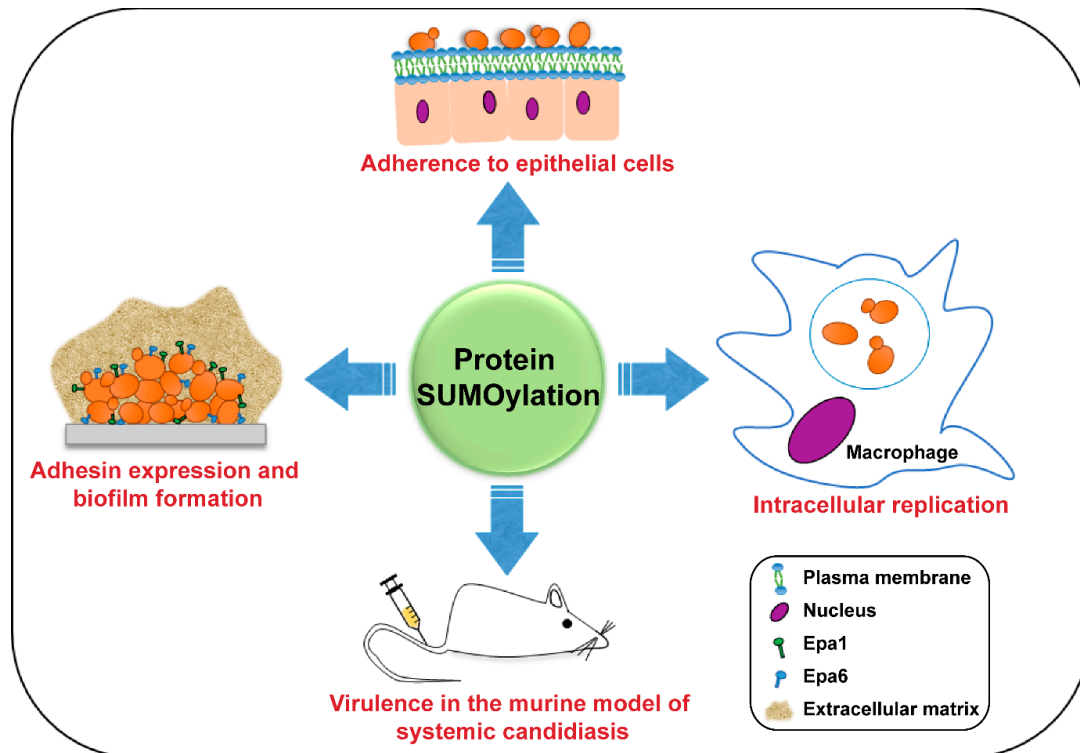 Adherence to epithelial cells
Protein
SUMOylation
Adhesin expression and
biofilm formation
Macrophage
Intracellular replication
Virulence in the murine model of
systemic candidiasis
Plasma membrane
Nucleus
Epa1
Epa6
Extracellular matrix